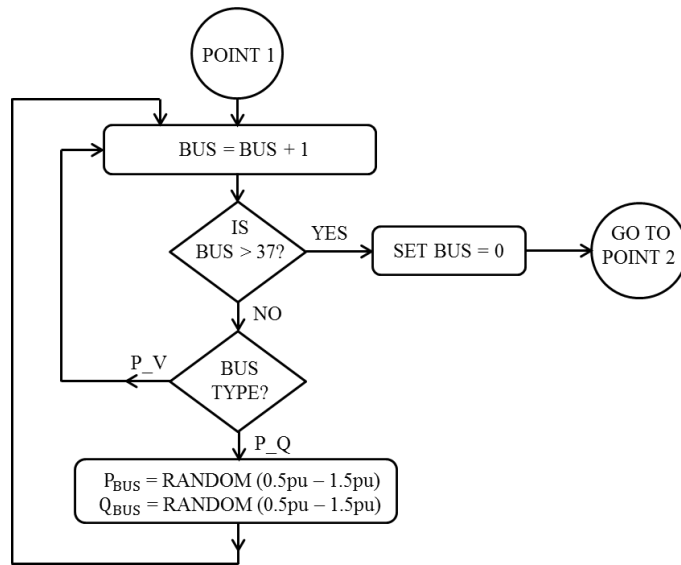 POINT 1
BUS = BUS + 1
IS
BUS > 37?
YES
SET BUS = 0
GO TO
POINT 2
NO
P_V
BUS
TYPE?
P_Q
P_BUS = RANDOM (0.5pu – 1.5pu)
Q_BUS = RANDOM (0.5pu – 1.5pu)